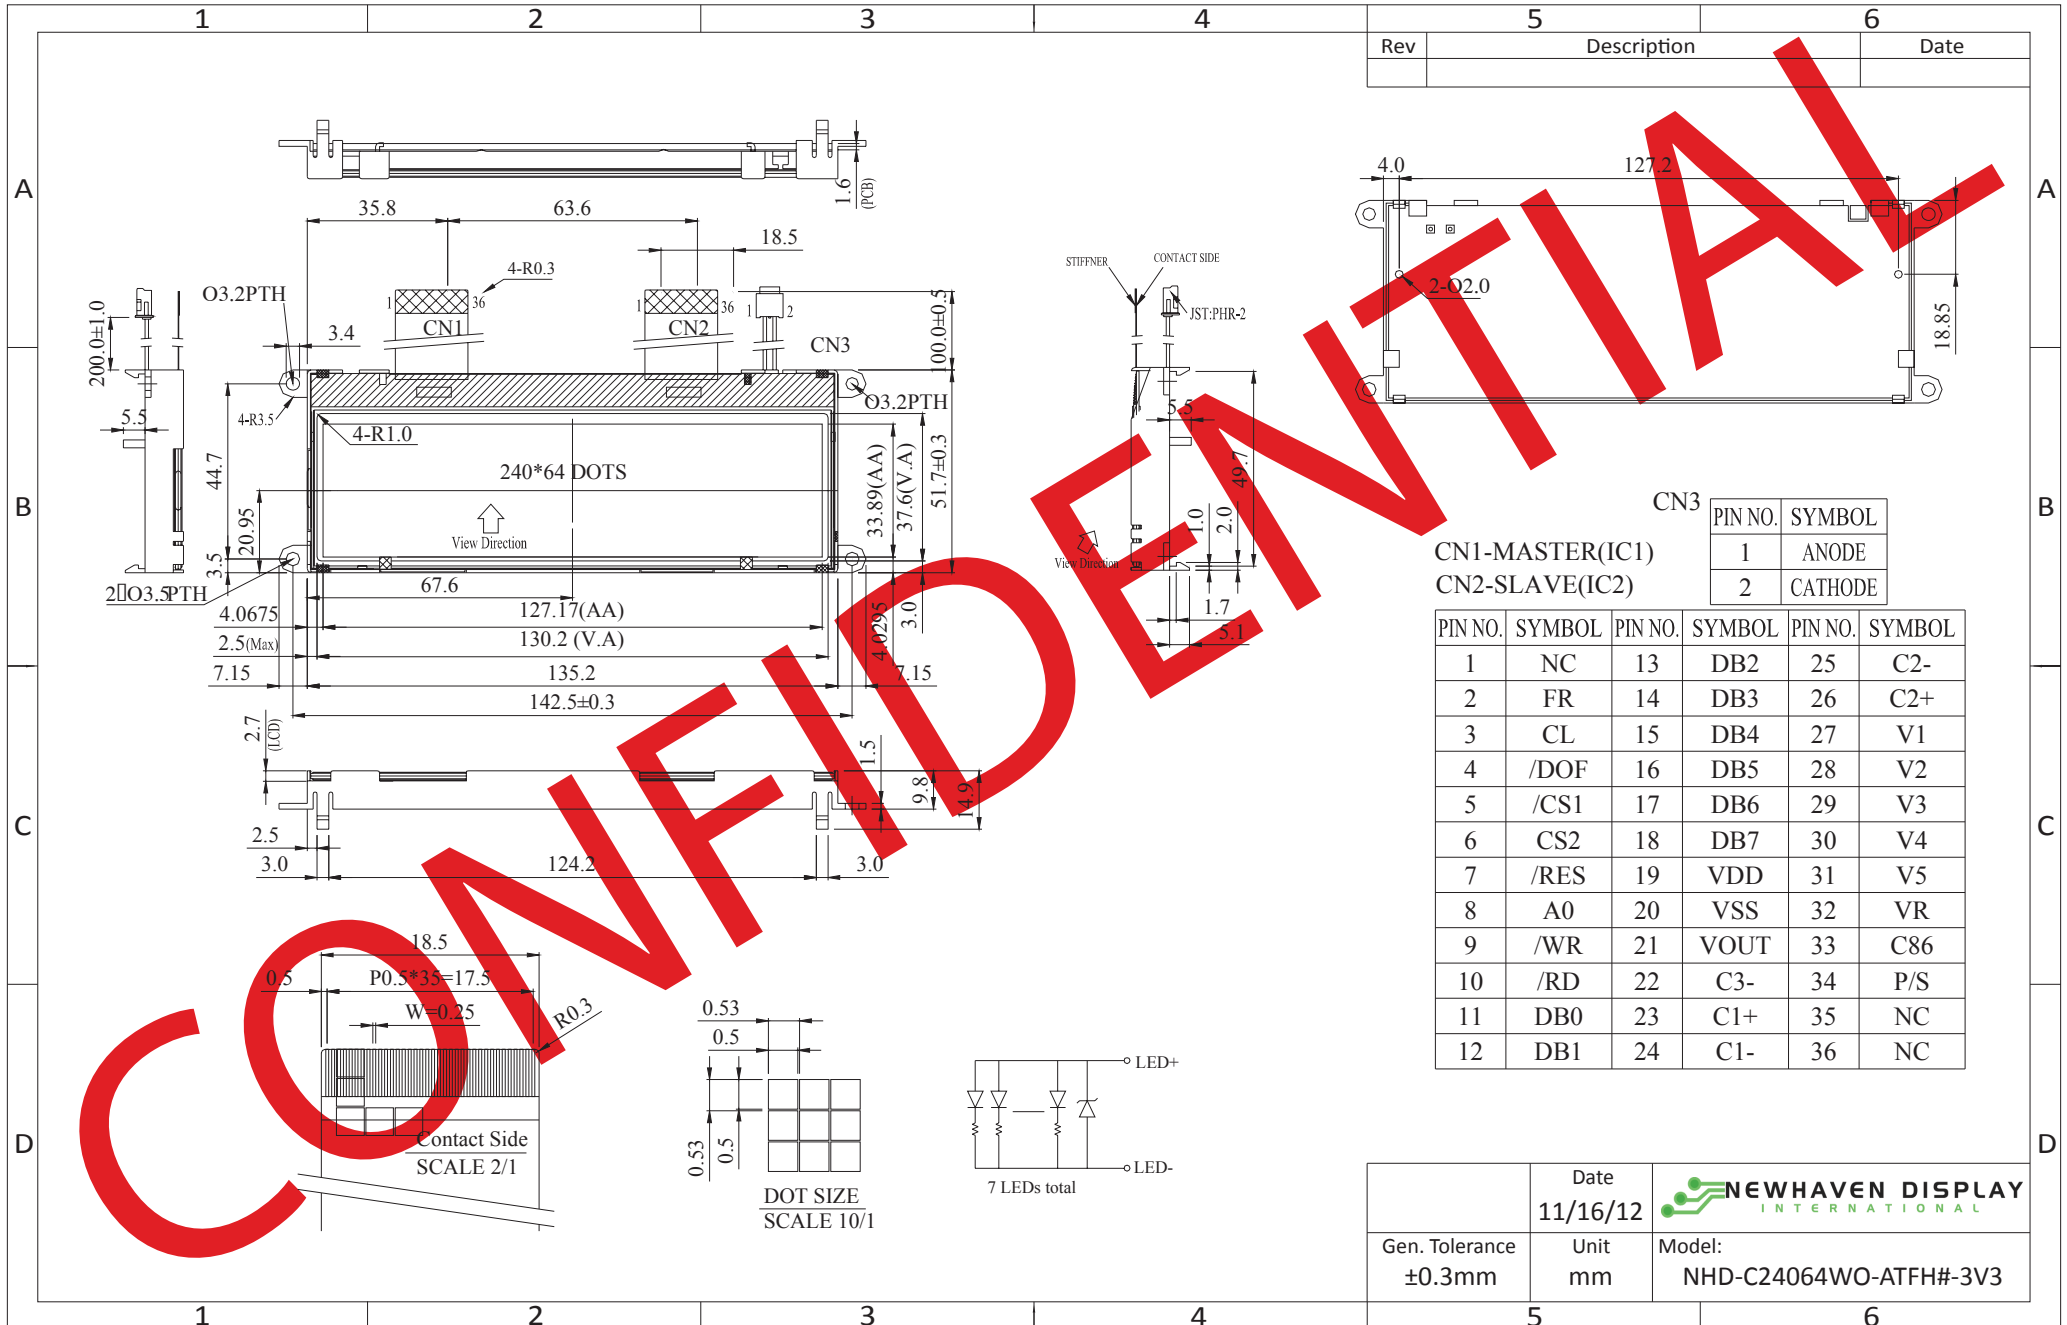 1 2 3 4 5 6
Rev Description Date
A A
B B
C C
D D
CONFIDENTIAL
1.6
(PCB)
35.8 63.6
18.5
4-R0.3
O3.2PTH
1 36
CN1
1 36
CN2
1 2
CN3
3.4
200.0±1.0
100.0±0.5
5.5
4-R3.5
4-R1.0
O3.2PTH
44.7
20.95
3.5
240*64 DOTS
View Direction
33.89(AA)
37.6(V.A)
51.7±0.3
2▯O3.5PTH
67.6
4.0675 127.17(AA)
2.5(Max) 130.2 (V.A)
7.15 135.2 7.15
142.5±0.3
4.0295
3.0
2.7
(LCD)
1.5
9.8
14.9
2.5
3.0 124.2 3.0
STIFFNER
CONTACT SIDE
JST:PHR-2
5.5
49.7
1.0
2.0
View Direction
1.7
5.1
4.0 127.2
2-O2.0
18.85
CN3
PIN NO. SYMBOL
1 ANODE
2 CATHODE
CN1-MASTER(IC1)
CN2-SLAVE(IC2)
PIN NO. SYMBOL PIN NO. SYMBOL PIN NO. SYMBOL
1 NC 13 DB2 25 C2-
2 FR 14 DB3 26 C2+
3 CL 15 DB4 27 V1
4 /DOF 16 DB5 28 V2
5 /CS1 17 DB6 29 V3
6 CS2 18 DB7 30 V4
7 /RES 19 VDD 31 V5
8 A0 20 VSS 32 VR
9 /WR 21 VOUT 33 C86
10 /RD 22 C3- 34 P/S
11 DB0 23 C1+ 35 NC
12 DB1 24 C1- 36 NC
18.5
0.5 P0.5*35=17.5
W=0.25
R0.3
Contact Side
SCALE 2/1
0.53
0.5
0.53
0.5
DOT SIZE
SCALE 10/1
LED+
LED-
7 LEDs total
Date
11/16/12
NEWHAVEN DISPLAY
INTERNATIONAL
Gen. Tolerance
±0.3mm
Unit
mm
Model:
NHD-C24064WO-ATFH#-3V3
1 2 3 4 5 6